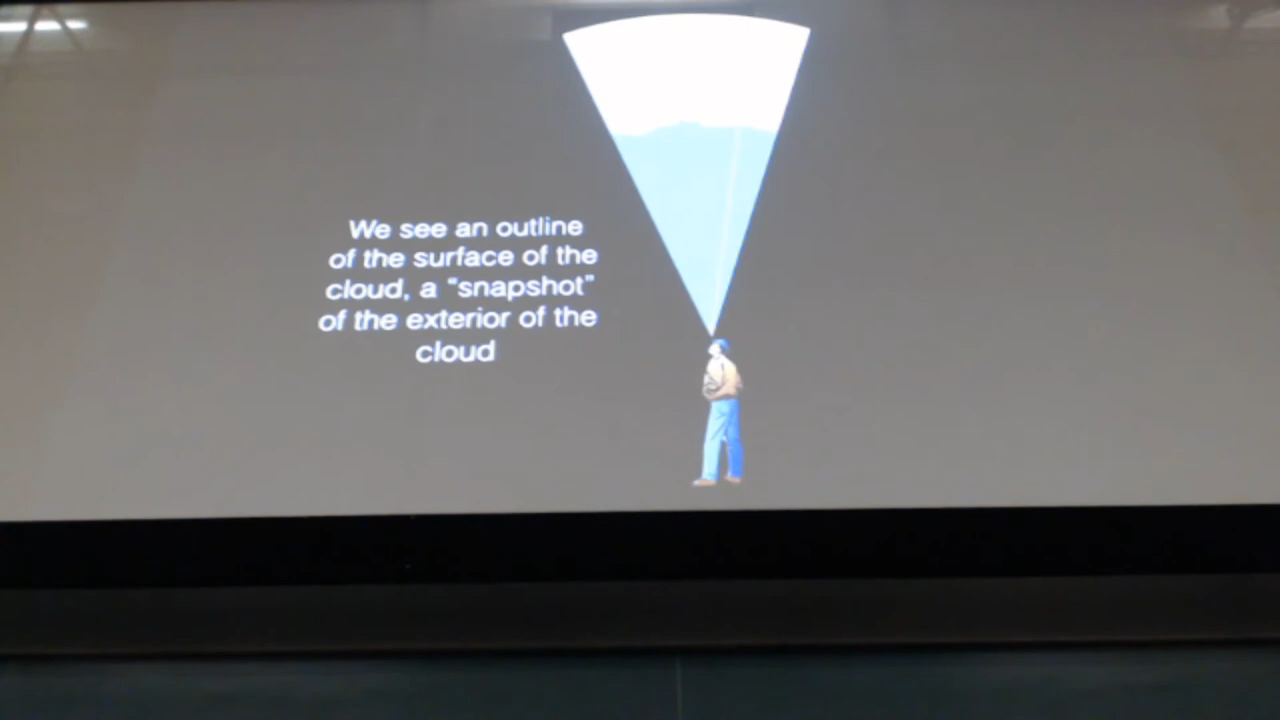 We see an outline
of the surface of the
cloud, a “snapshot”
of the exterior of the
cloud